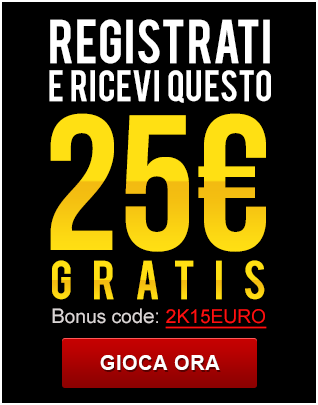 REGISTRATI
E RICEVI QUESTO
25€
GRATIS
Bonus code: 2K15EURO
GIOCA ORA